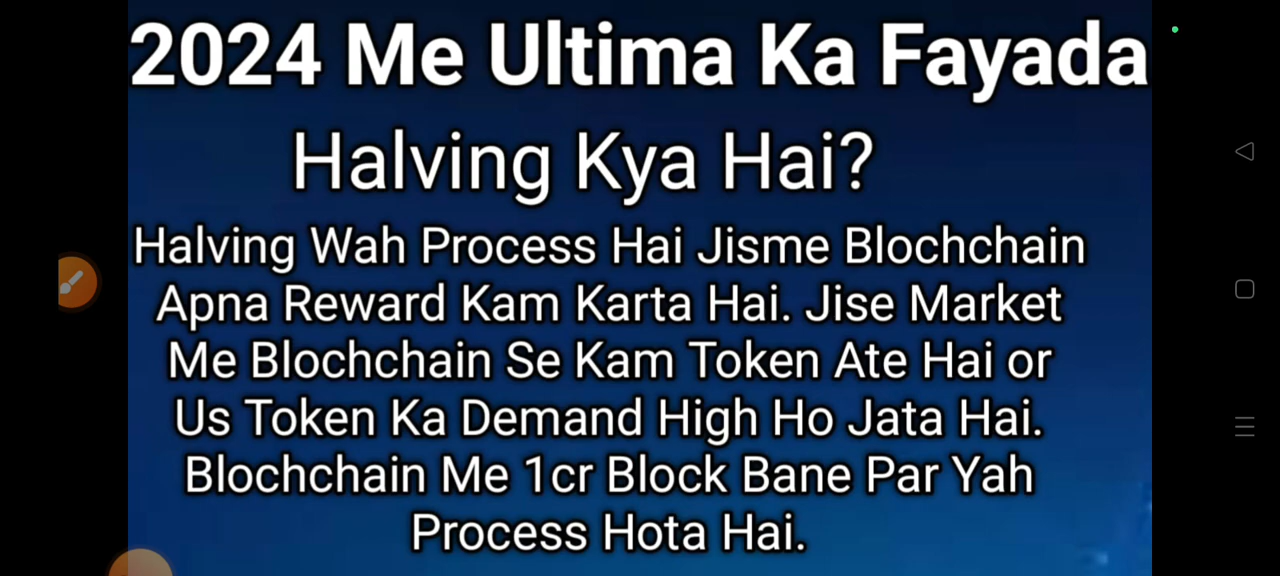 2024 Me Ultima Ka Fayada
Halving Kya Hai?
Halving Wah Process Hai Jisme Blochchain
Apna Reward Kam Karta Hai. Jise Market
Me Blochchain Se Kam Token Ate Hai or
Us Token Ka Demand High Ho Jata Hai.
Blochchain Me 1cr Block Bane Par Yah
Process Hota Hai.